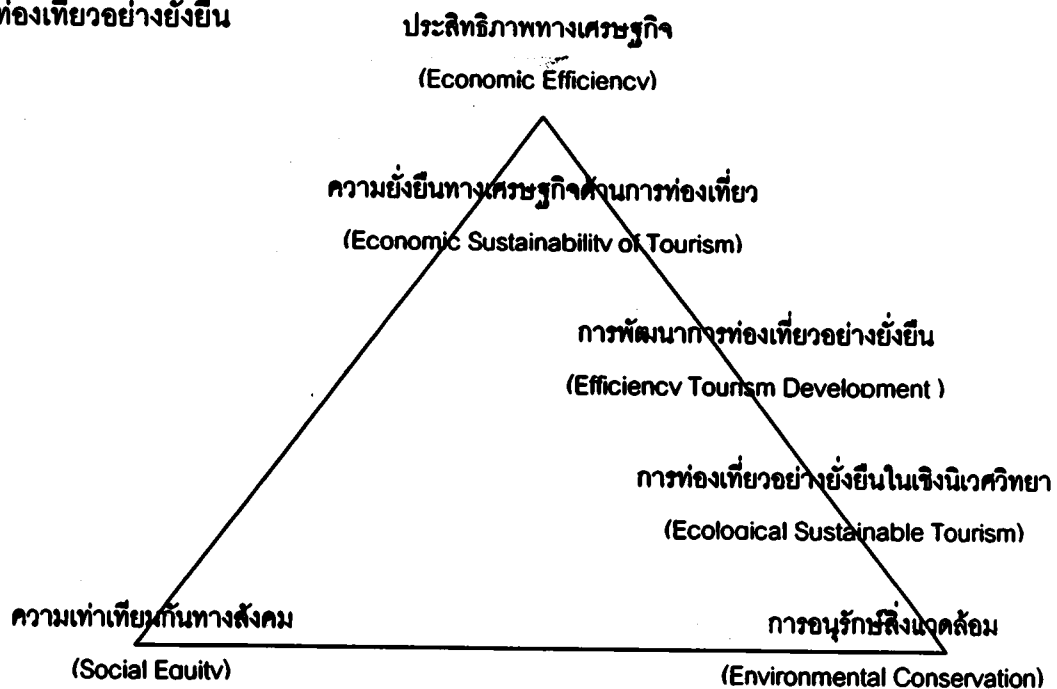 ท่องเที่ยวอย่างยั่งยืน
ประสิทธิภาพทางเศรษฐกิจ
(Economic Efficiency)
ความยั่งยืนทางเศรษฐกิจด้านการท่องเที่ยว
(Economic Sustainability of Tourism)
การพัฒนาการท่องเที่ยวอย่างยั่งยืน
(Efficiency Tourism Development )
การท่องเที่ยวอย่างยั่งยืนในเชิงนิเวศวิทยา
(Ecological Sustainable Tourism)
ความเท่าเทียมกันทางสังคม
(Social Equity)
การอนุรักษ์สิ่งแวดล้อม
(Environmental Conservation)